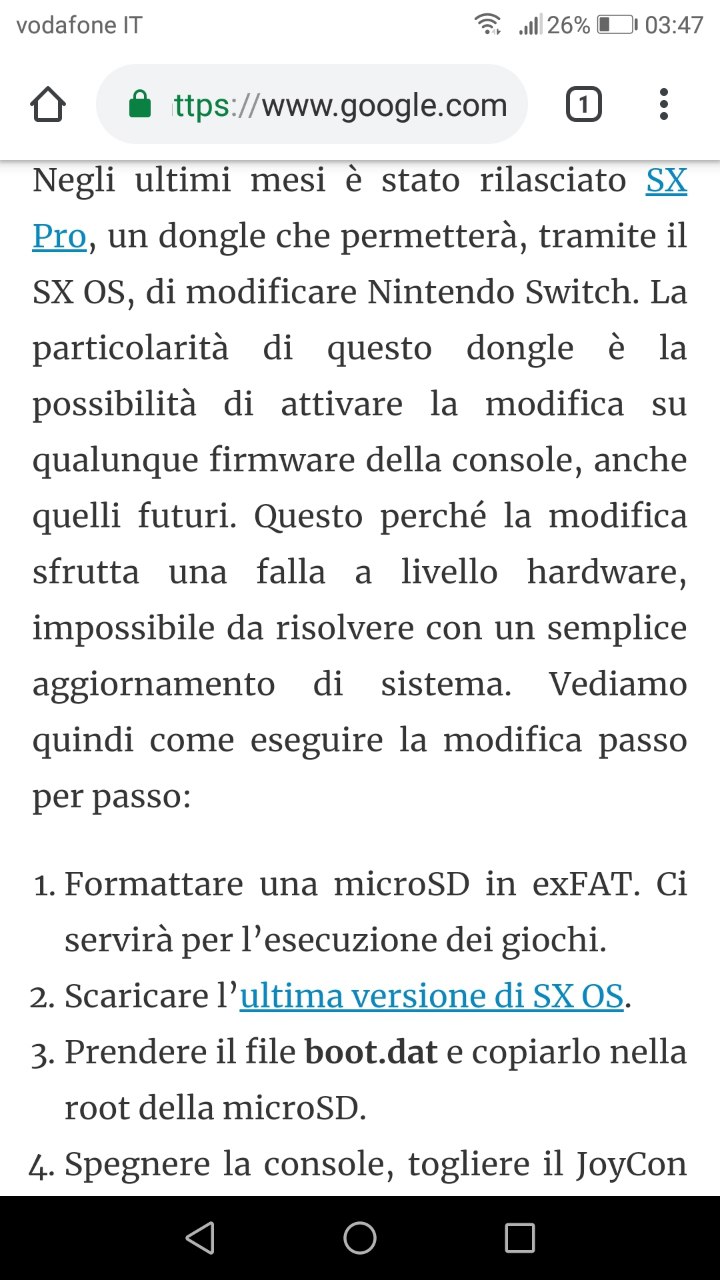 vodafone IT 26% 03:47
ttps://www.google.com 1
Negli ultimi mesi è stato rilasciato SX
Pro, un dongle che permetterà, tramite il
SX OS, di modificare Nintendo Switch. La
particolarità di questo dongle è la
possibilità di attivare la modifica su
qualunque firmware della console, anche
quelli futuri. Questo perché la modifica
sfrutta una falla a livello hardware,
impossibile da risolvere con un semplice
aggiornamento di sistema. Vediamo
quindi come eseguire la modifica passo
per passo:
1. Formattare una microSD in exFAT. Ci
servirà per l’esecuzione dei giochi.
2. Scaricare l’ultima versione di SX OS.
3. Prendere il file boot.dat e copiarlo nella
root della microSD.
4. Spegnere la console, togliere il JoyCon